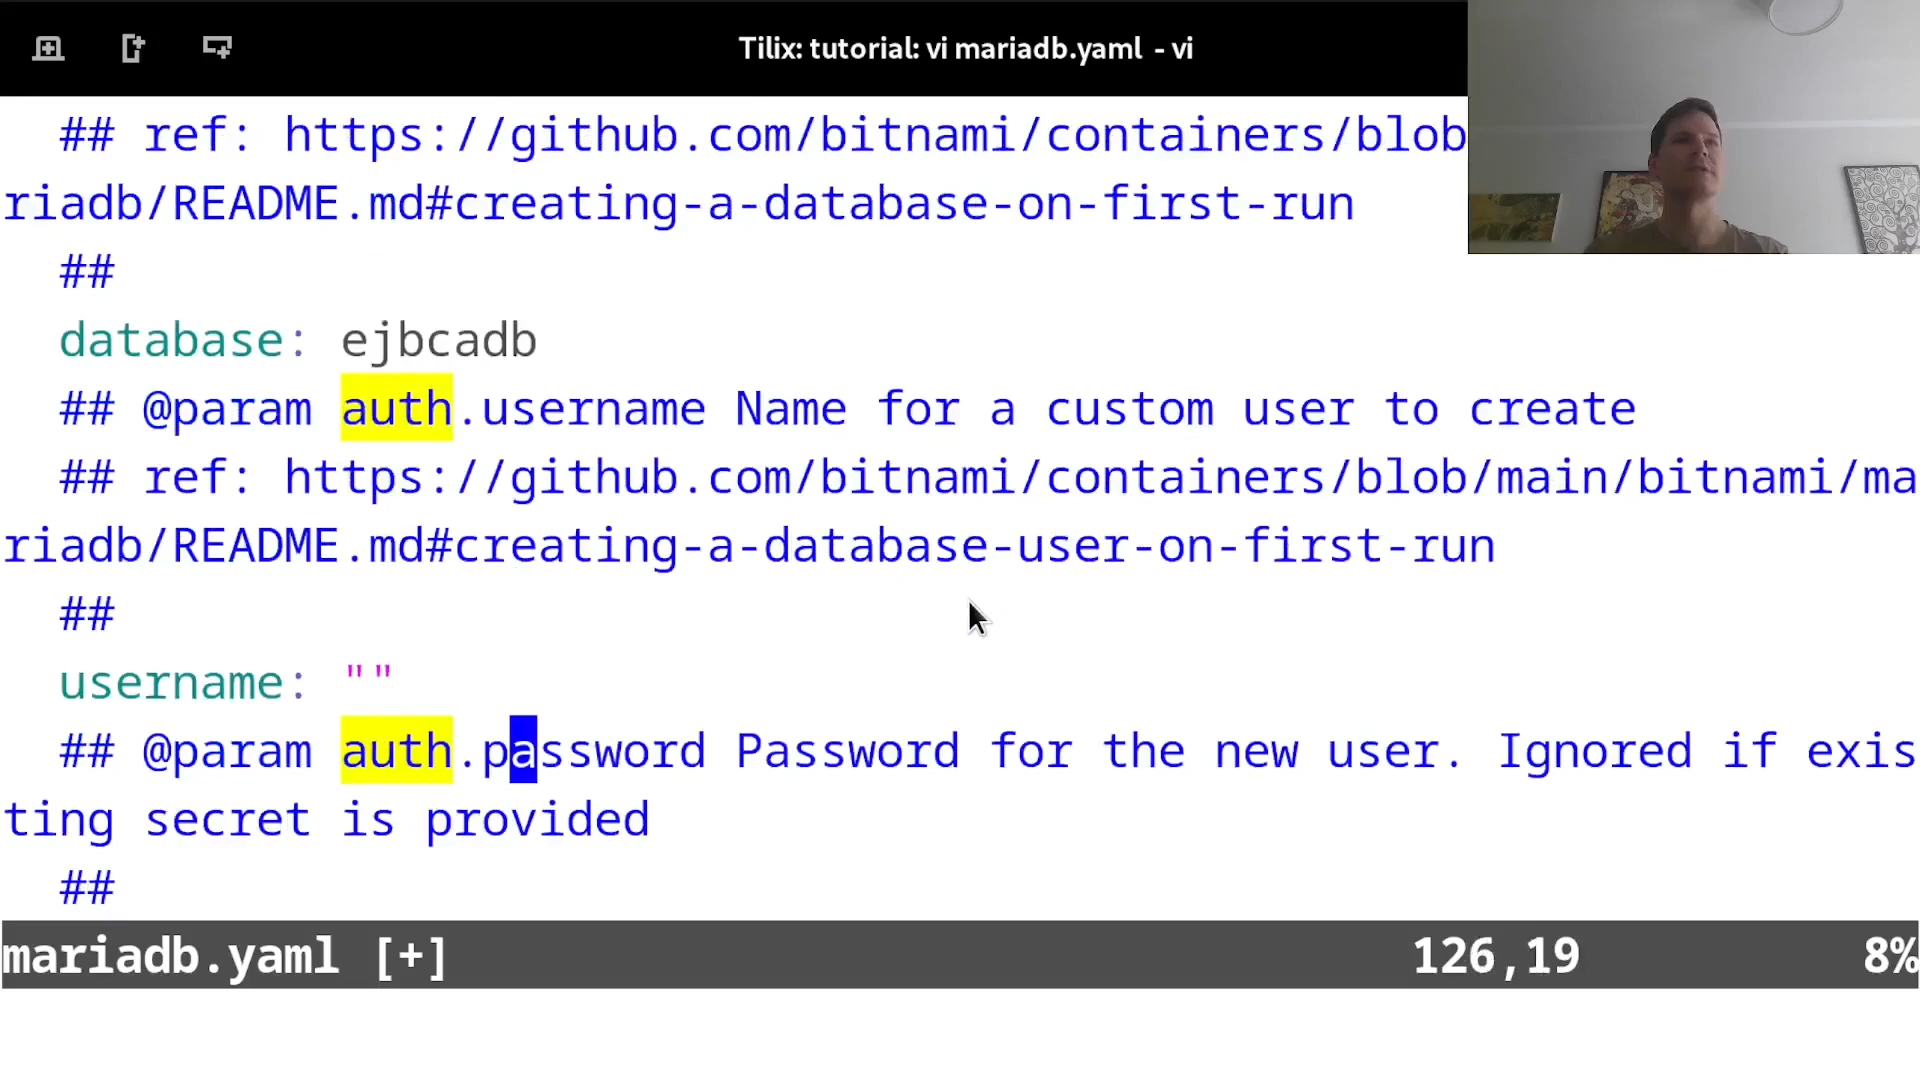 Tilix: tutorial: vi mariadb.yaml - vi
## ref: https://github.com/bitnami/containers/blob
riadb/README.md#creating-a-database-on-first-run
##
database: ejbcadb
## @param auth.username Name for a custom user to create
## ref: https://github.com/bitnami/containers/blob/main/bitnami/ma
riadb/README.md#creating-a-database-user-on-first-run
##
username: ""
## @param auth.password Password for the new user. Ignored if exis
ting secret is provided
##
mariadb.yaml [+] 126,19 8%